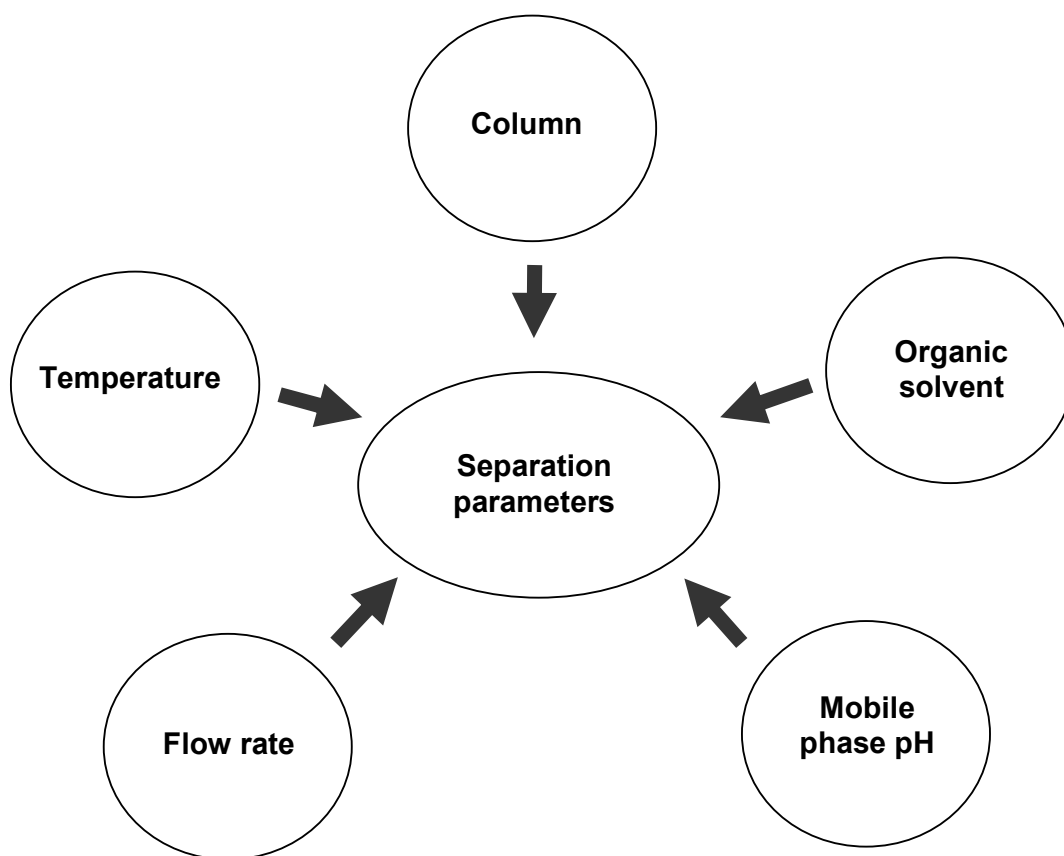 Column
Temperature
Organic
solvent
Separation
parameters
Flow rate
Mobile
phase pH